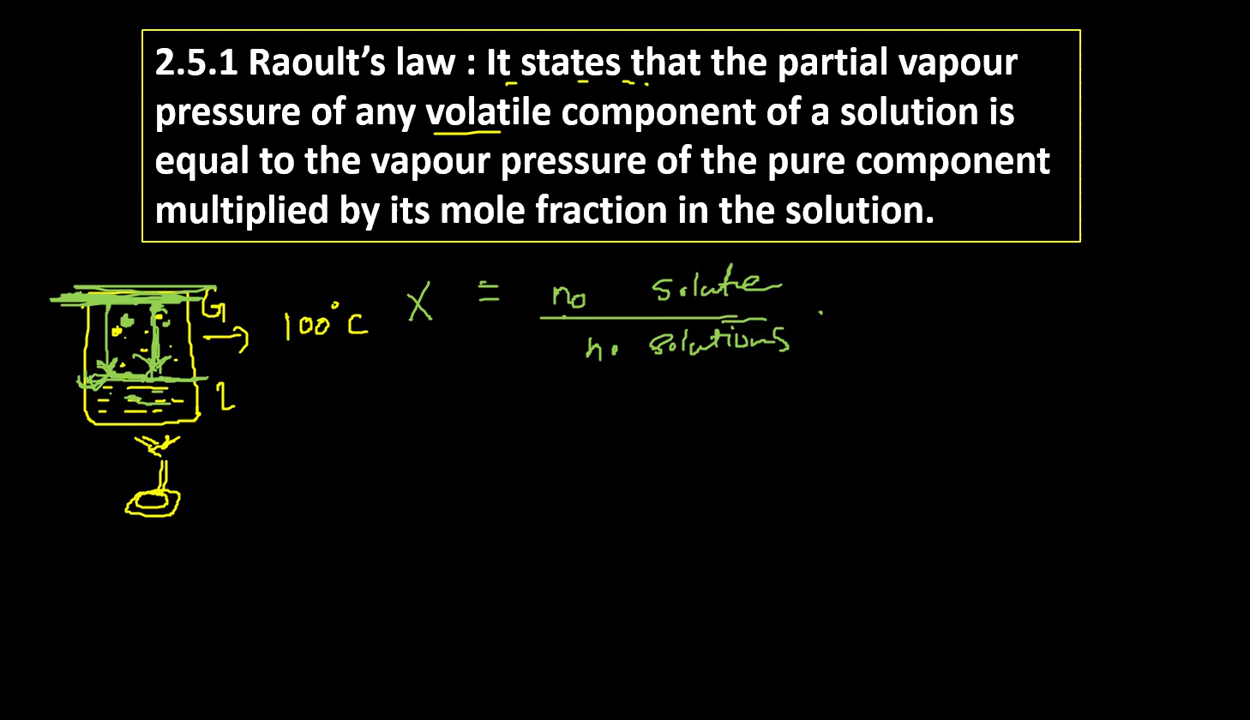 2.5.1 Raoult’s law : It states that the partial vapour
pressure of any volatile component of a solution is
equal to the vapour pressure of the pure component
multiplied by its mole fraction in the solution.
G
100°C
X = no solute
no solutions
L